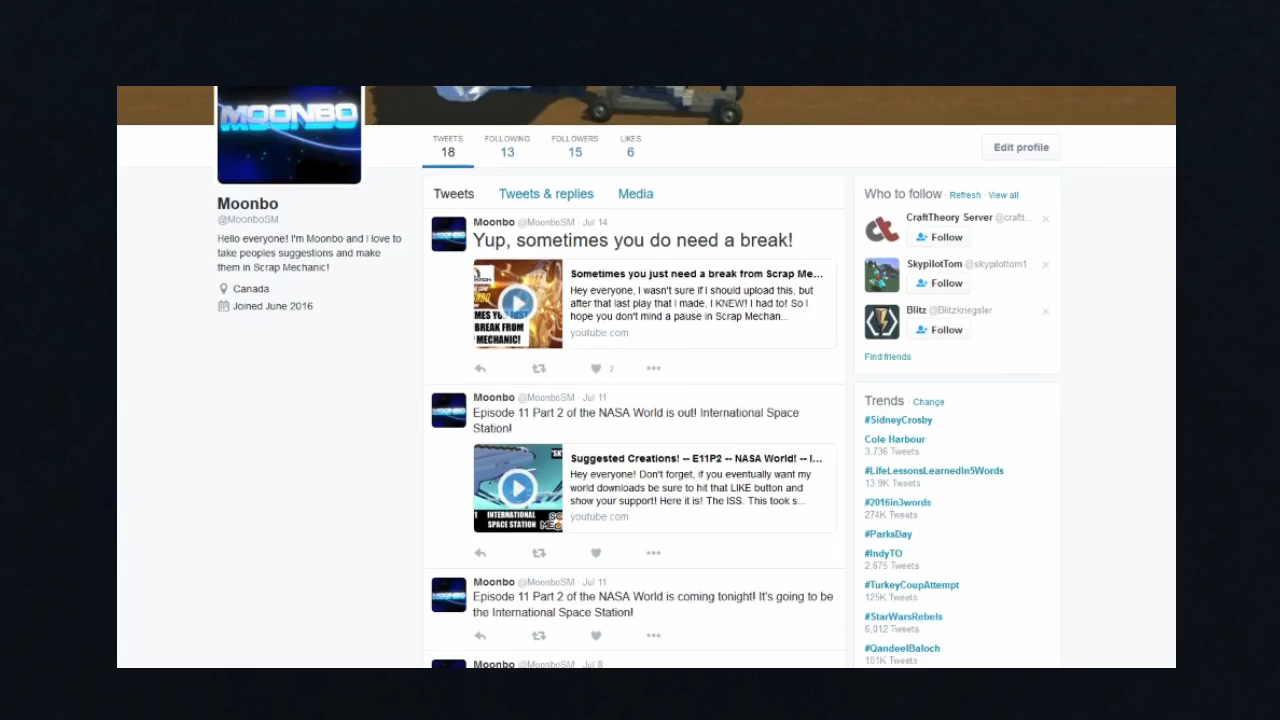 MOONBO
TWEETS
18
FOLLOWING
13
FOLLOWERS
15
LIKES
6
Edit profile
Moonbo
@MoonboSM
Hello everyone! I'm Moonbo and I love to
take peoples suggestions and make
them in Scrap Mechanic!
Canada
Joined June 2016
Tweets Tweets & replies Media
Moonbo @MoonboSM · Jul 14
Yup, sometimes you do need a break!
MES YOU JUST
BREAK FROM
MECHANIC!
Sometimes you just need a break from Scrap Me...
Hey everyone, I wasn't sure if I should upload this, but
after that last play that I made, I KNEW! I had to! So I
hope you don't mind a pause in Scrap Mechan...
youtube.com
2
Moonbo @MoonboSM · Jul 11
Episode 11 Part 2 of the NASA World is out! International Space
Station!
INTERNATIONAL
SPACE STATION
Suggested Creations! -- E11P2 -- NASA World! -- I...
Hey everyone! Don't forget, if you eventually want my
world downloads be sure to hit that LIKE button and
show your support! Here it is! The ISS. This took s...
youtube.com
Moonbo @MoonboSM · Jul 11
Episode 11 Part 2 of the NASA World is coming tonight! It's going to be
the International Space Station!
Moonbo @MoonboSM · Jul 8
Who to follow · Refresh · View all
CraftTheory Server @craft...
Follow
SkypilotTom @skypilottom1
Follow
Blitz @Blitzkriegsler
Follow
Find friends
Trends · Change
#SidneyCrosby
Cole Harbour
3,736 Tweets
#LifeLessonsLearnedIn5Words
13.9K Tweets
#2016in3words
274K Tweets
#ParksDay
#IndyTO
2,675 Tweets
#TurkeyCoupAttempt
125K Tweets
#StarWarsRebels
6,912 Tweets
#QandeelBaloch
181K Tweets